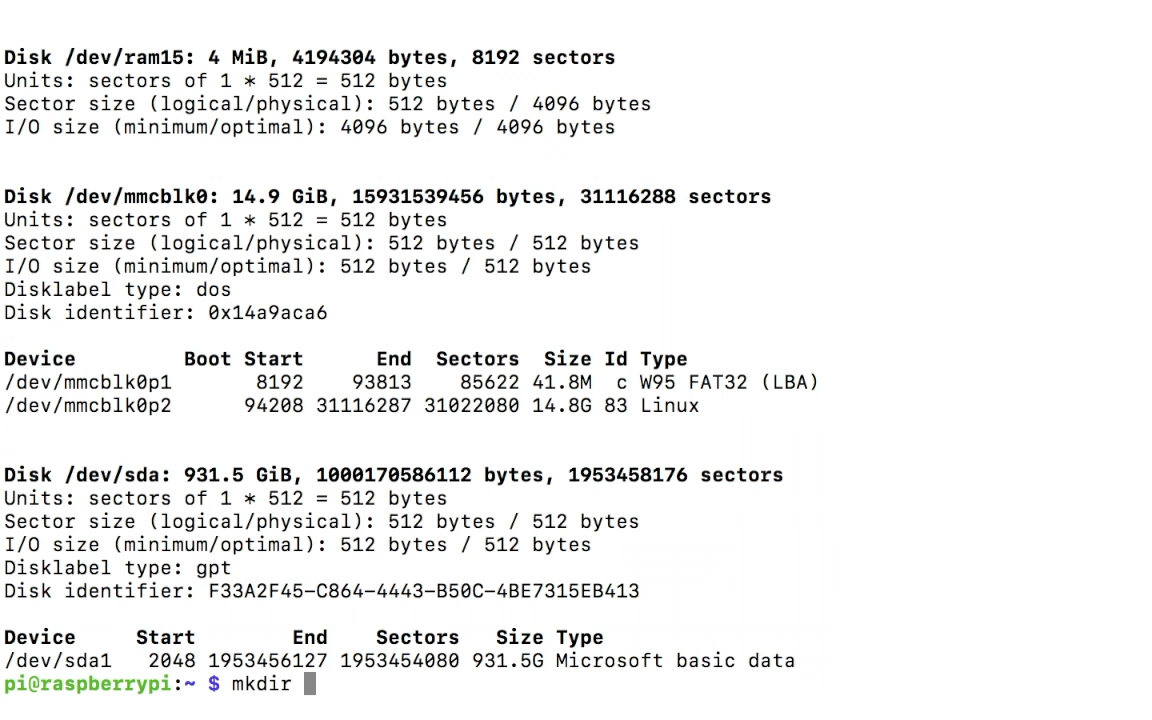 Disk /dev/ram15: 4 MiB, 4194304 bytes, 8192 sectors
Units: sectors of 1 * 512 = 512 bytes
Sector size (logical/physical): 512 bytes / 4096 bytes
I/O size (minimum/optimal): 4096 bytes / 4096 bytes
Disk /dev/mmcblk0: 14.9 GiB, 15931539456 bytes, 31116288 sectors
Units: sectors of 1 * 512 = 512 bytes
Sector size (logical/physical): 512 bytes / 512 bytes
I/O size (minimum/optimal): 512 bytes / 512 bytes
Disklabel type: dos
Disk identifier: 0x14a9aca6
Device         Boot Start      End  Sectors  Size Id Type
/dev/mmcblk0p1       8192    93813    85622 41.8M  c W95 FAT32 (LBA)
/dev/mmcblk0p2      94208 31116287 31022080 14.8G 83 Linux
Disk /dev/sda: 931.5 GiB, 1000170586112 bytes, 1953458176 sectors
Units: sectors of 1 * 512 = 512 bytes
Sector size (logical/physical): 512 bytes / 512 bytes
I/O size (minimum/optimal): 512 bytes / 512 bytes
Disklabel type: gpt
Disk identifier: F33A2F45-C864-4443-B50C-4BE7315EB413
Device     Start        End    Sectors   Size Type
/dev/sda1   2048 1953456127 1953454080 931.5G Microsoft basic data
pi@raspberrypi:~ $ mkdir